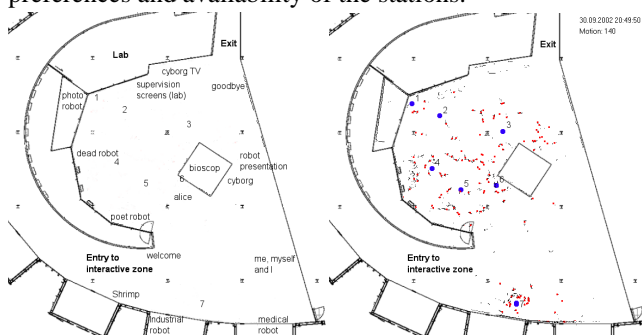 preferences and availability of the stations.
30.09.2002 20:49:50
Motion: 140
Exit
Lab
cyborg TV
supervision
screens (lab)
goodbye
photo
robot
1
2
3
dead robot
4
bioscop
robot
presentation
5
6
cyborg
alice
poet robot
welcome
Entry to
interactive zone
me, myself
and I
Shrimp
7
Industrial
robot
medical
robot
Exit
1
2
3
4
5
6
Entry to
interactive zone
7